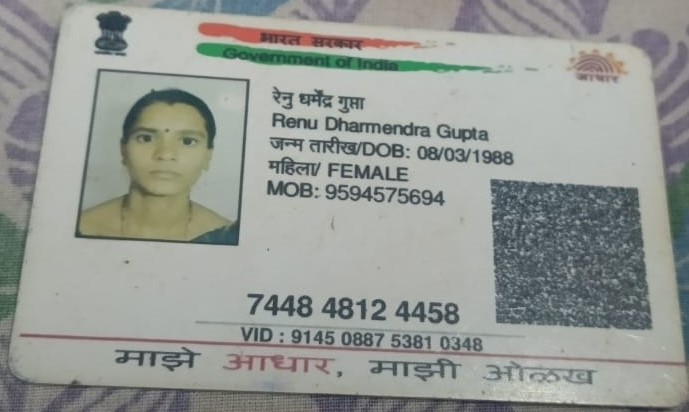 भारत सरकार
Government of India
आधार
रेनु धर्मेंद्र गुप्ता
Renu Dharmendra Gupta
जन्म तारीख/DOB: 08/03/1988
महिला/ FEMALE
MOB: 9594575694
7448 4812 4458
VID : 9145 0887 5381 0348
माझे आधार, माझी ओळख